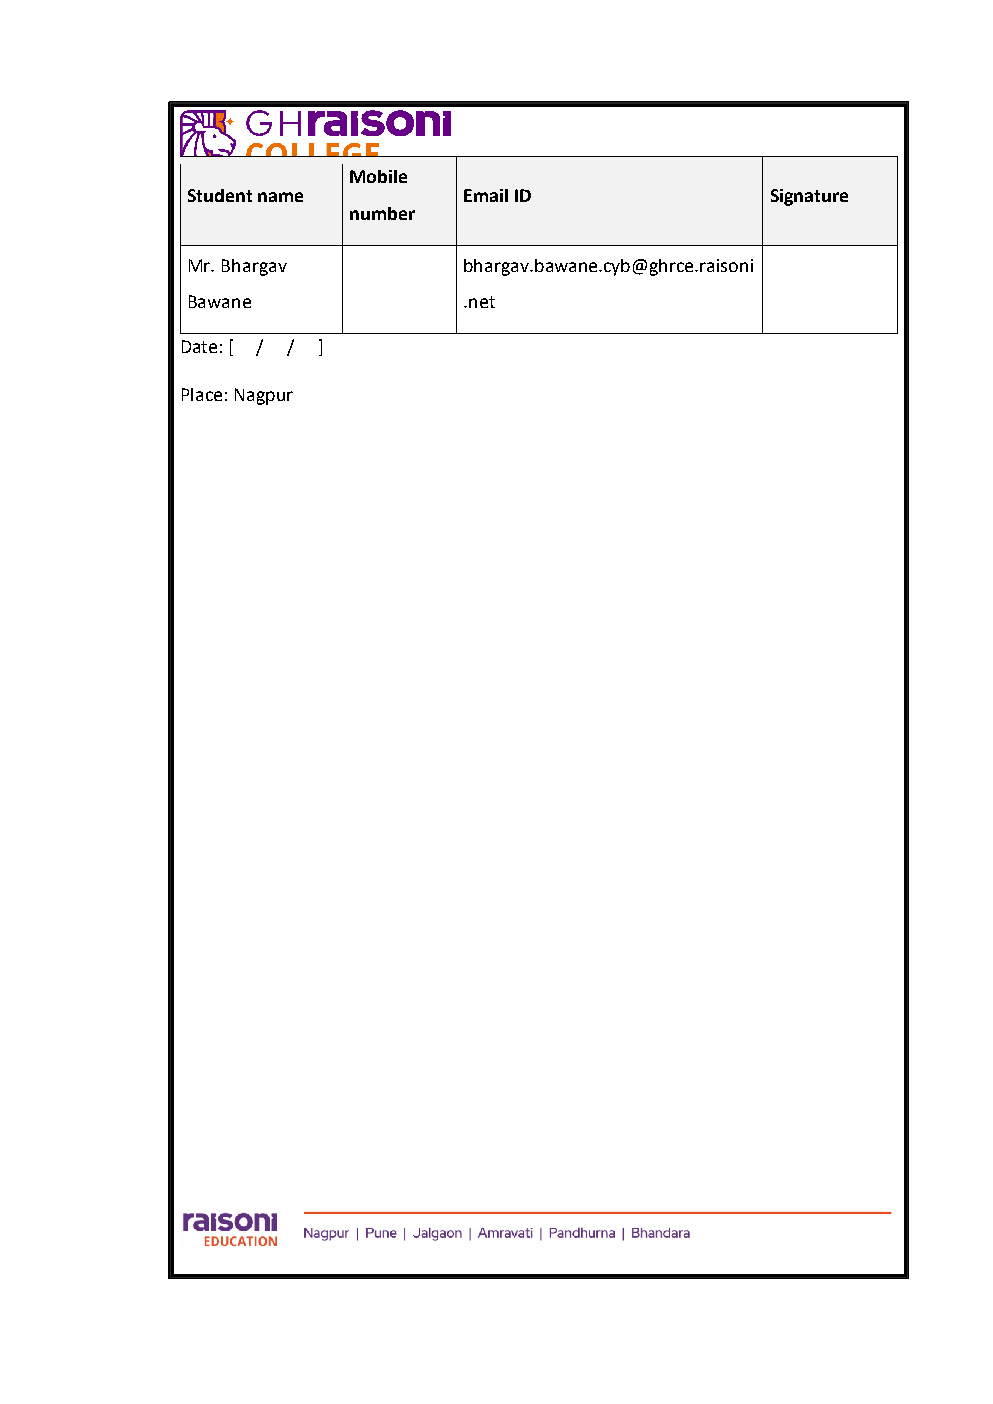 GHraisoni
COLLEGE
Student name
Mobile
number
Email ID
Signature
Mr. Bhargav
Bawane
bhargav.bawane.cyb@ghrce.raisoni
.net
Date: [ / / ]
Place: Nagpur
raisoni
EDUCATION
Nagpur | Pune | Jalgaon | Amravati | Pandhurna | Bhandara